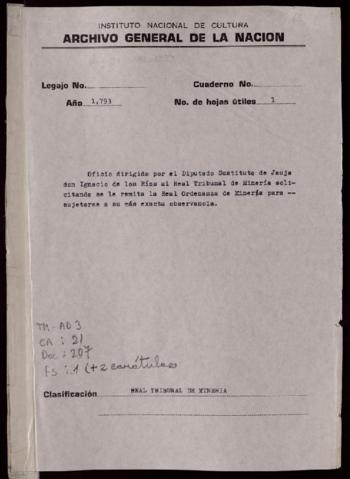 INSTITUTO NACIONAL DE CULTURA
ARCHIVO GENERAL DE LA NACION
Legajo No. Cuaderno No.
Año 1,793 No. de hojas útiles 1
Oficio dirigido por el Diputado Sustituto de Jauja
don Ignacio de los Ríos al Real Tribunal de Minería soli-
citando se le remita la Real Ordenanza de Minería para --
sujetarse a su más exacta observancia.
TM-AD3
CA : 21
Doc : 207
fs : 1 (+2 carátulas
Clasificación REAL TRIBUNAL DE MINERIA